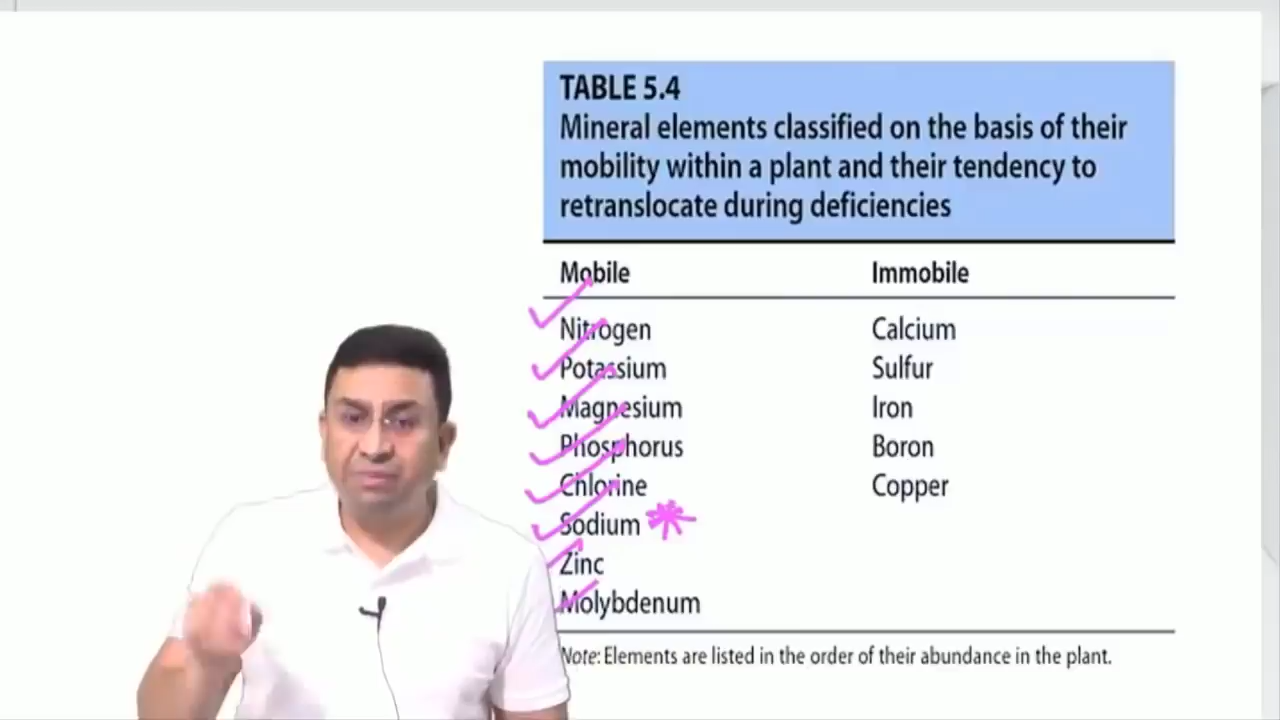 TABLE 5.4
Mineral elements classified on the basis of their
mobility within a plant and their tendency to
retranslocate during deficiencies
Mobile Immobile
Nitrogen Calcium
Potassium Sulfur
Magnesium Iron
Phosphorus Boron
Chlorine Copper
Sodium
Zinc
Molybdenum
Note: Elements are listed in the order of their abundance in the plant.